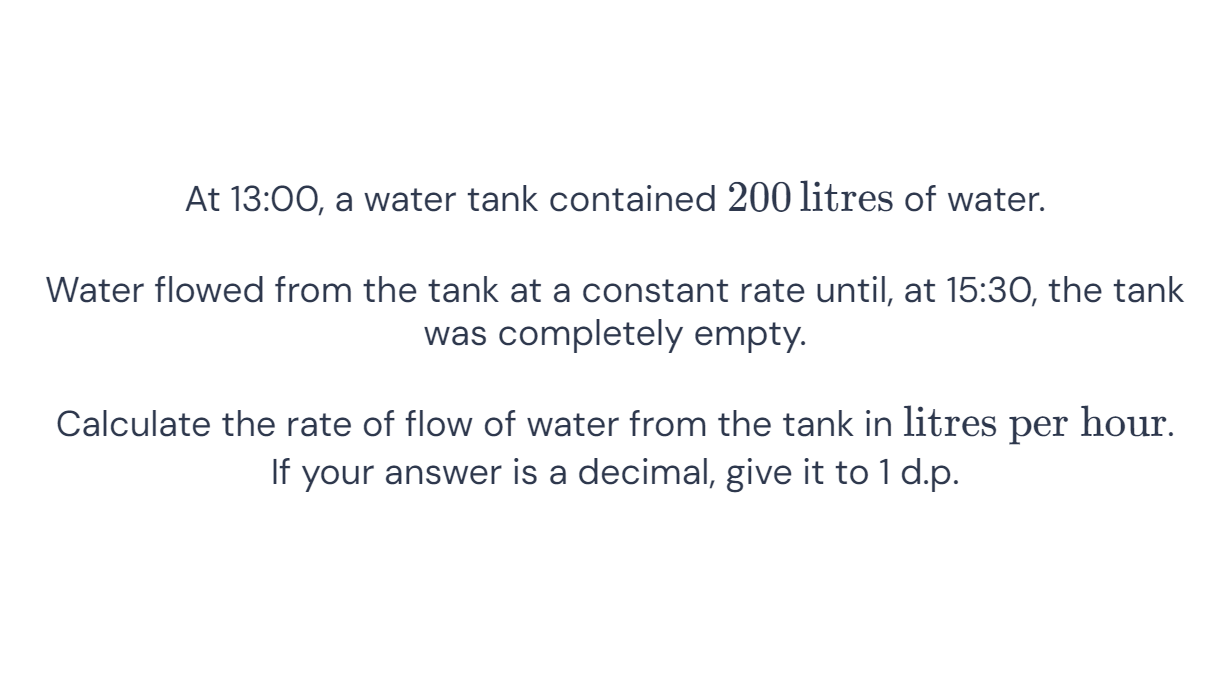 At 13:00, a water tank contained 200 litres of water.
Water flowed from the tank at a constant rate until, at 15:30, the tank
was completely empty.
Calculate the rate of flow of water from the tank in litres per hour.
If your answer is a decimal, give it to 1 d.p.